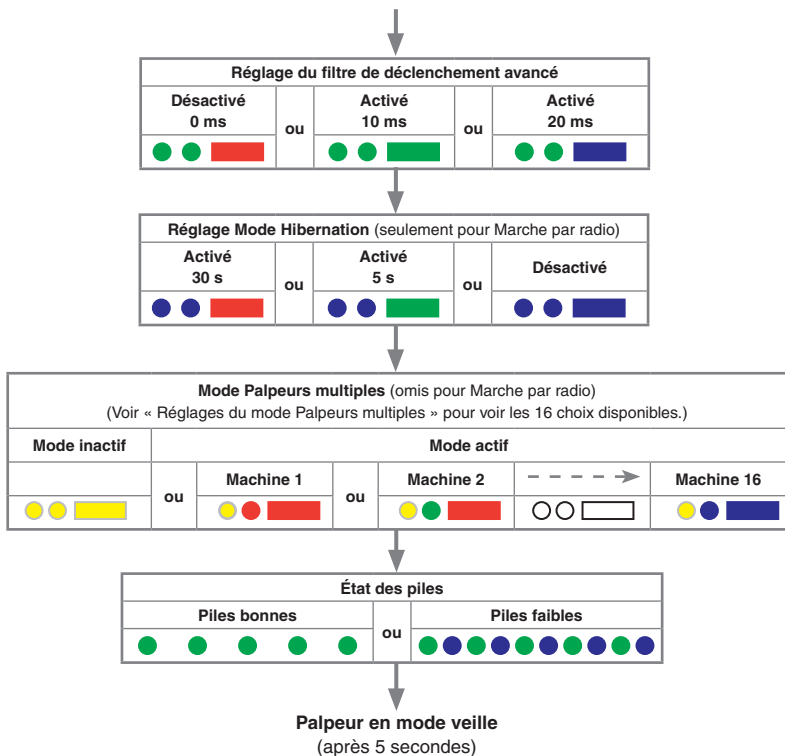 Réglage du filtre de déclenchement avancé
Désactivé
0 ms
ou
Activé
10 ms
ou
Activé
20 ms
Réglage Mode Hibernation (seulement pour Marche par radio)
Activé
30 s
ou
Activé
5 s
ou
Désactivé
Mode Palpeurs multiples (omis pour Marche par radio)
(Voir « Réglages du mode Palpeurs multiples » pour voir les 16 choix disponibles.)
Mode inactif
Mode actif
ou
Machine 1
ou
Machine 2
Machine 16
État des piles
Piles bonnes
ou
Piles faibles
Palpeur en mode veille
(après 5 secondes)